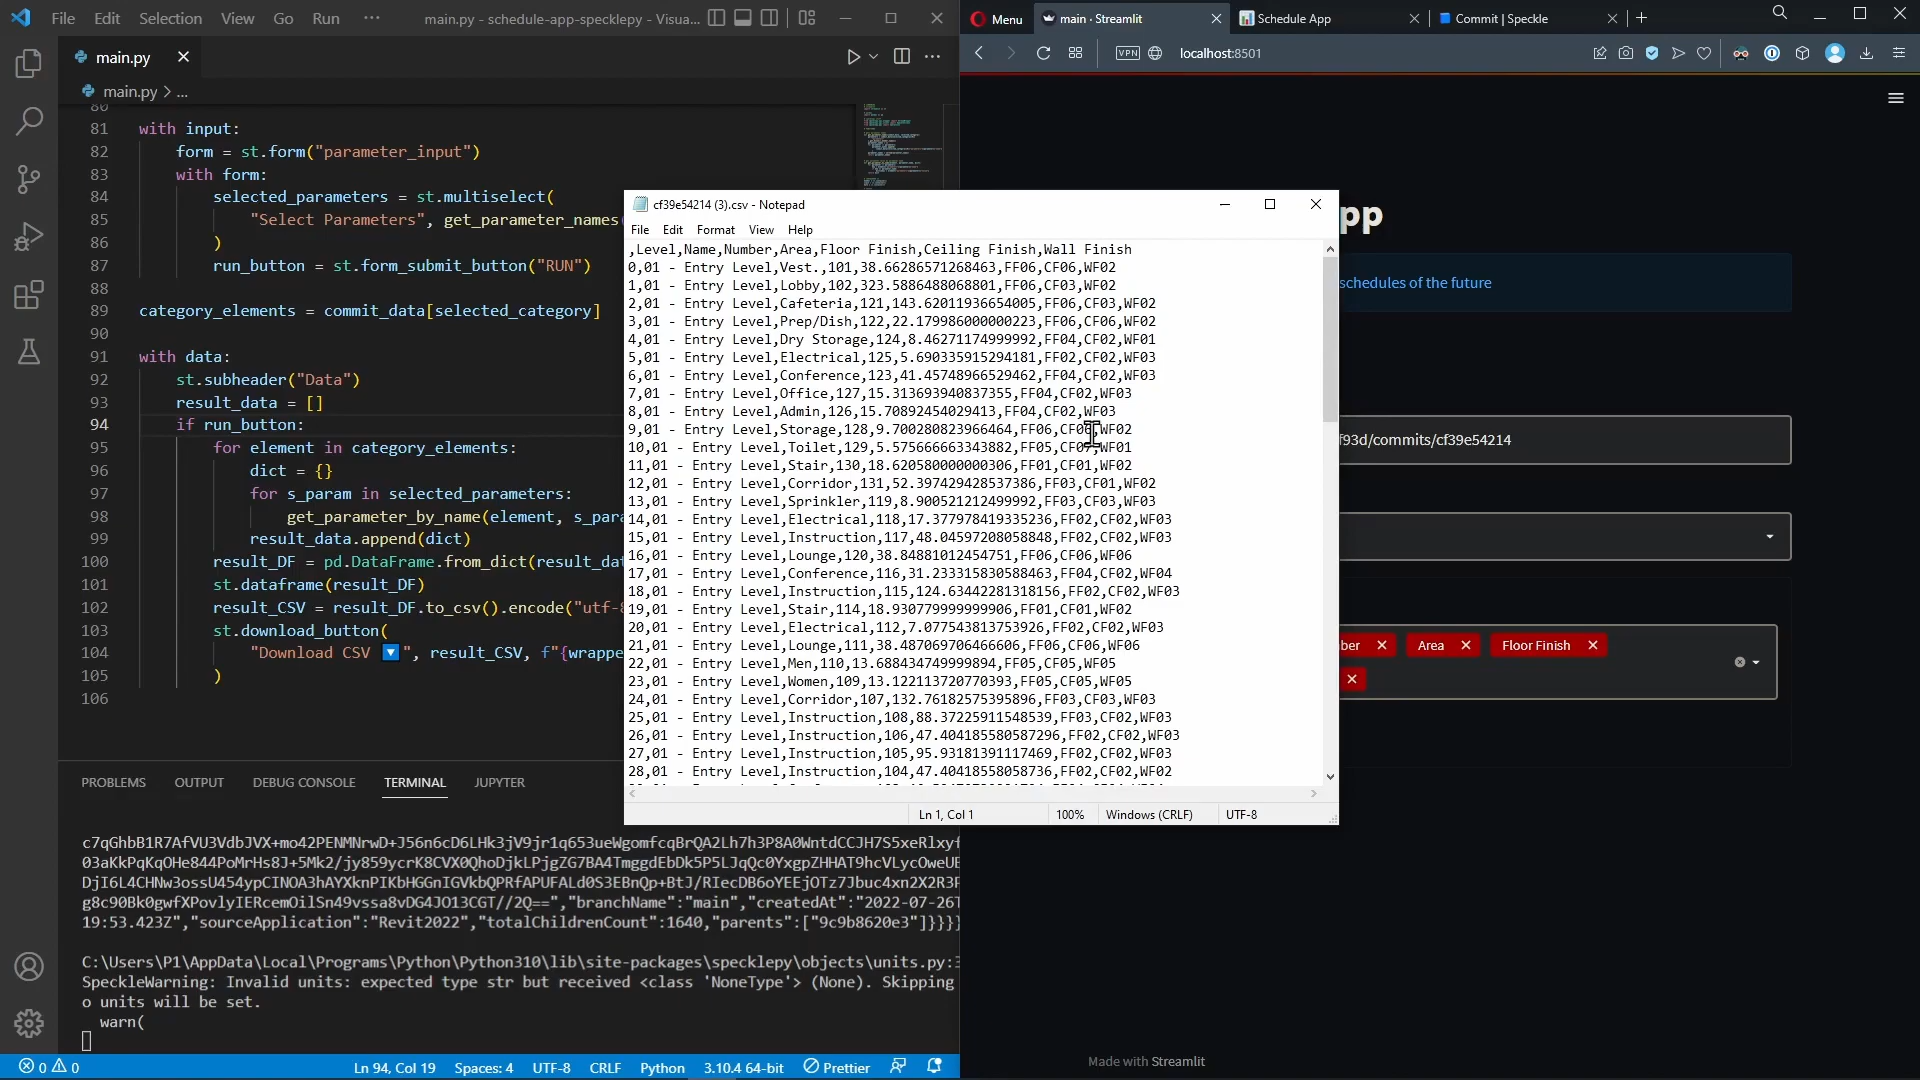 File Edit Selection View Go Run ··· main.py - schedule-app-specklepy - Visua...
main.py
main.py > ...
80
81 with input:
82 form = st.form("parameter_input")
83 with form:
84 selected_parameters = st.multiselect(
85 "Select Parameters", get_parameter_names
86 )
87 run_button = st.form_submit_button("RUN")
88
89 category_elements = commit_data[selected_category]
90
91 with data:
92 st.subheader("Data")
93 result_data = []
94 if run_button:
95 for element in category_elements:
96 dict = {}
97 for s_param in selected_parameters:
98 get_parameter_by_name(element, s_para
99 result_data.append(dict)
100 result_DF = pd.DataFrame.from_dict(result_dat
101 st.dataframe(result_DF)
102 result_CSV = result_DF.to_csv().encode("utf-8
103 st.download_button(
104 "Download CSV 🔽", result_CSV, f"{wrappe
105 )
106
PROBLEMS OUTPUT DEBUG CONSOLE TERMINAL JUPYTER
19:53.423Z","sourceApplication":"Revit2022","totalChildrenCount":1640,"parents":["9c9b8620e3"]}}}}
C:\Users\P1\AppData\Local\Programs\Python\Python310\lib\site-packages\specklepy\objects\units.py:3
SpeckleWarning: Invalid units: expected type str but received <class 'NoneType'> (None). Skipping
o units will be set.
warn(
0 0 Ln 94, Col 19 Spaces: 4 UTF-8 CRLF Python 3.10.4 64-bit Prettier
cf39e54214 (3).csv - Notepad
File Edit Format View Help
,Level,Name,Number,Area,Floor Finish,Ceiling Finish,Wall Finish
0,01 - Entry Level,Vest.,101,38.66286571268463,FF06,CF06,WF02
1,01 - Entry Level,Lobby,102,323.5886488068801,FF06,CF03,WF02
2,01 - Entry Level,Cafeteria,121,143.62011936654005,FF06,CF03,WF02
3,01 - Entry Level,Prep/Dish,122,22.179986000000223,FF06,CF06,WF02
4,01 - Entry Level,Dry Storage,124,8.46271174999992,FF04,CF02,WF01
5,01 - Entry Level,Electrical,125,5.690335915294181,FF02,CF02,WF03
6,01 - Entry Level,Conference,123,41.45748966529462,FF04,CF02,WF03
7,01 - Entry Level,Office,127,15.313693940837355,FF04,CF02,WF03
8,01 - Entry Level,Admin,126,15.70892454029413,FF04,CF02,WF03
9,01 - Entry Level,Storage,128,9.700280823966464,FF06,CF06,WF02
10,01 - Entry Level,Toilet,129,5.575666663343882,FF05,CF07,WF01
11,01 - Entry Level,Stair,130,18.620580000000306,FF01,CF01,WF02
12,01 - Entry Level,Corridor,131,52.397429428537386,FF03,CF01,WF02
13,01 - Entry Level,Sprinkler,119,8.900521212499992,FF03,CF03,WF03
14,01 - Entry Level,Electrical,118,17.377978419335236,FF02,CF02,WF03
15,01 - Entry Level,Instruction,117,48.04597208058848,FF02,CF02,WF03
16,01 - Entry Level,Lounge,120,38.84881012454751,FF06,CF06,WF06
17,01 - Entry Level,Conference,116,31.233315830588463,FF04,CF02,WF04
18,01 - Entry Level,Instruction,115,124.63442281318156,FF02,CF02,WF03
19,01 - Entry Level,Stair,114,18.930779999999906,FF01,CF01,WF02
20,01 - Entry Level,Electrical,112,7.077543813753926,FF02,CF02,WF03
21,01 - Entry Level,Lounge,111,38.487069706466606,FF06,CF06,WF06
22,01 - Entry Level,Men,110,13.688434749999894,FF05,CF05,WF05
23,01 - Entry Level,Women,109,13.122113720770393,FF05,CF05,WF05
24,01 - Entry Level,Corridor,107,132.76182575395896,FF03,CF03,WF03
25,01 - Entry Level,Instruction,108,88.37225911548539,FF03,CF02,WF03
26,01 - Entry Level,Instruction,106,47.404185580587296,FF02,CF02,WF03
27,01 - Entry Level,Instruction,105,95.93181391117469,FF02,CF02,WF03
28,01 - Entry Level,Instruction,104,47.40418558058736,FF02,CF02,WF02
Ln 1, Col 1 100% Windows (CRLF) UTF-8
Menu main · Streamlit Schedule App Commit | Speckle
VPN localhost:8501
pp
schedules of the future
f93d/commits/cf39e54214
ber Area Floor Finish
Made with Streamlit